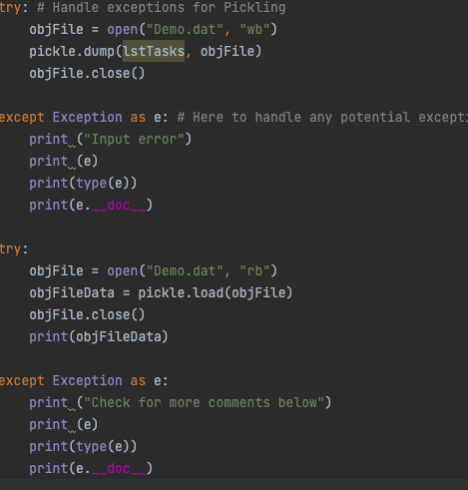 try: # Handle exceptions for Pickling
    objFile = open("Demo.dat", "wb")
    pickle.dump(lstTasks, objFile)
    objFile.close()
except Exception as e: # Here to handle any potential
    print ("Input error")
    print (e)
    print(type(e))
    print(e.__doc__)
try:
    objFile = open("Demo.dat", "rb")
    objFileData = pickle.load(objFile)
    objFile.close()
    print(objFileData)
except Exception as e:
    print ("Check for more comments below")
    print (e)
    print(type(e))
    print(e.__doc__)